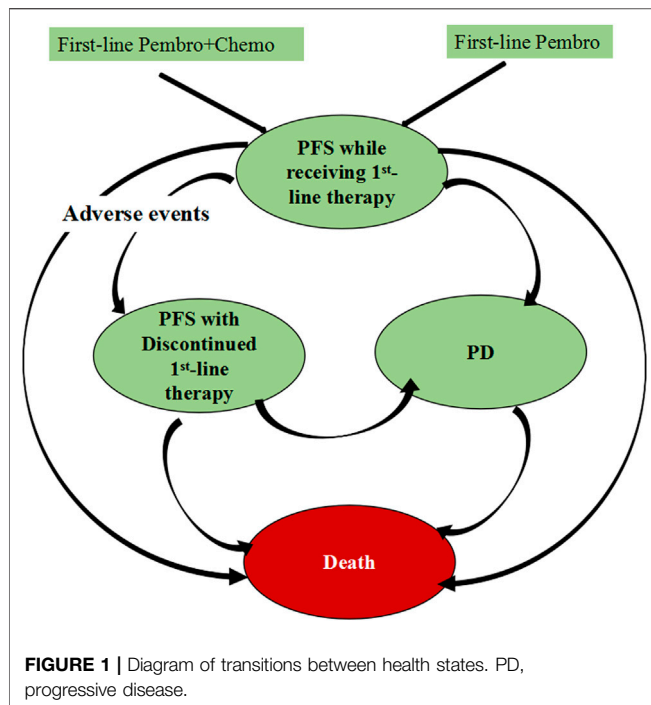 First-line Pembro+Chemo
First-line Pembro
PFS while
receiving 1st-
line therapy
Adverse events
PFS with
Discontinued
1st-line
therapy
PD
Death
FIGURE 1 | Diagram of transitions between health states. PD,
progressive disease.